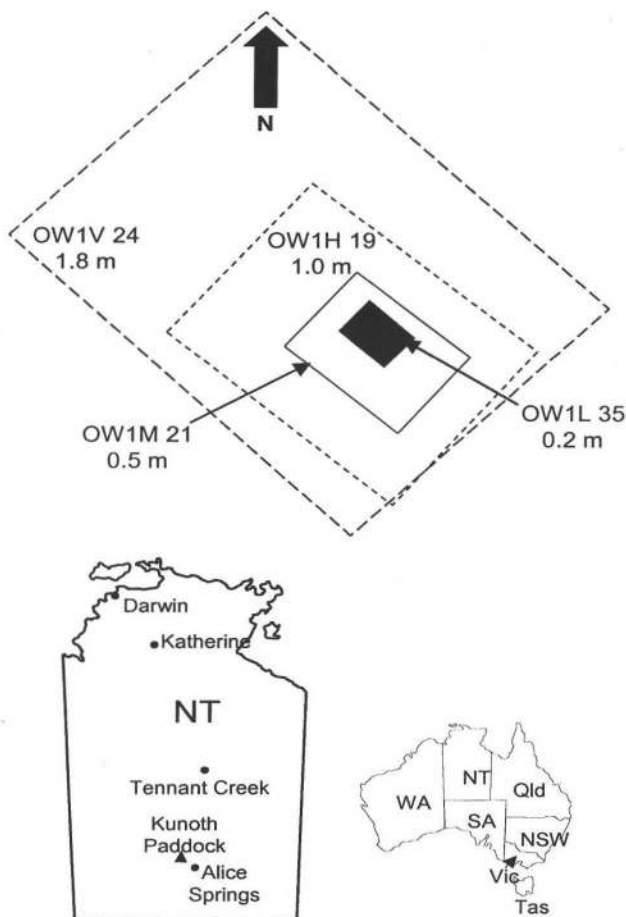 N
OW1V 24
1.8 m
OW1H 19
1.0 m
OW1M 21
0.5 m
OW1L 35
0.2 m
Darwin
Katherine
NT
Tennant Creek
Kunoth
Paddock
Alice
Springs
WA
NT
Qld
SA
NSW
Vic
Tas